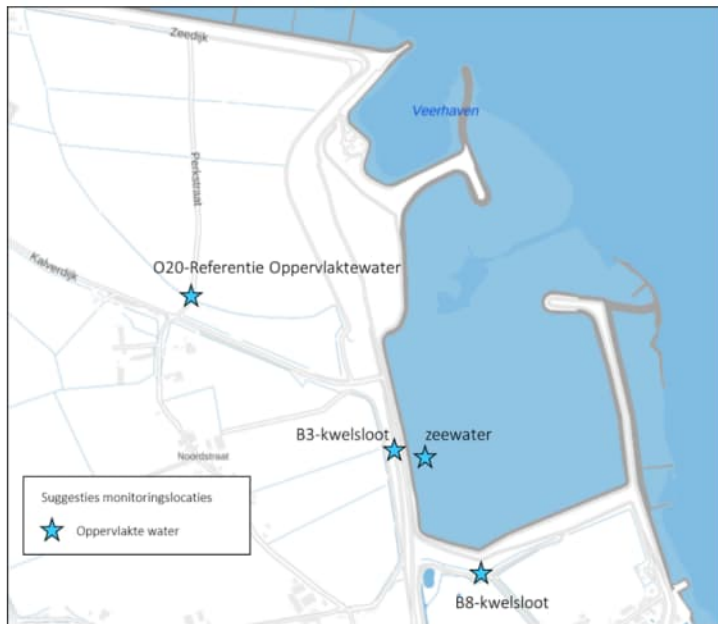 Zeedijk
Veerhaven
Perkstraat
Kalverdijk
O20-Referentie Oppervlaktewater
B3-kwelsloot
zeewater
Noordstraat
Suggesties monitoringslocaties
Oppervlakte water
B8-kwelsloot